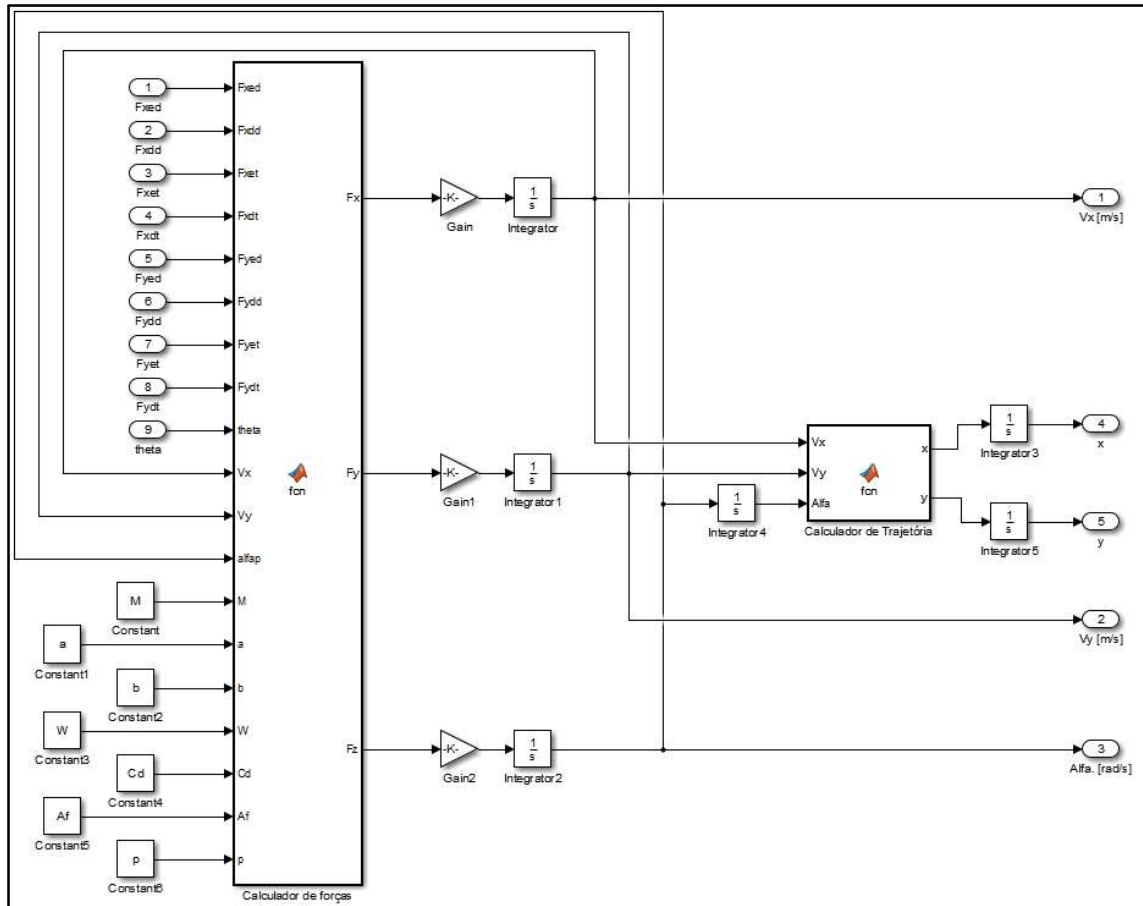 1
Fxed
2
Fxdd
3
Fxet
4
Fxdt
5
Fyed
6
Fydd
7
Fyet
8
Fydt
9
theta
M
Constant
a
Constant1
b
Constant2
W
Constant3
Cd
Constant4
Af
Constant5
p
Constant6
Fxed
Fxdd
Fxet
Fxdt
Fyed
Fydd
Fyet
Fydt
theta
Vx
Vy
alfap
M
a
b
W
Cd
Af
p
fcn
Fx
Fy
Fz
Calculador de forças
-K-
Gain
1
s
Integrator
-K-
Gain1
1
s
Integrator1
-K-
Gain2
1
s
Integrator2
1
s
Integrator4
Vx
Vy
Alfa
fcn
x
y
Calculador de Trajetória
1
s
Integrator3
1
s
Integrator5
1
Vx [m/s]
4
x
5
y
2
Vy [m/s]
3
Alfa. [rad/s]